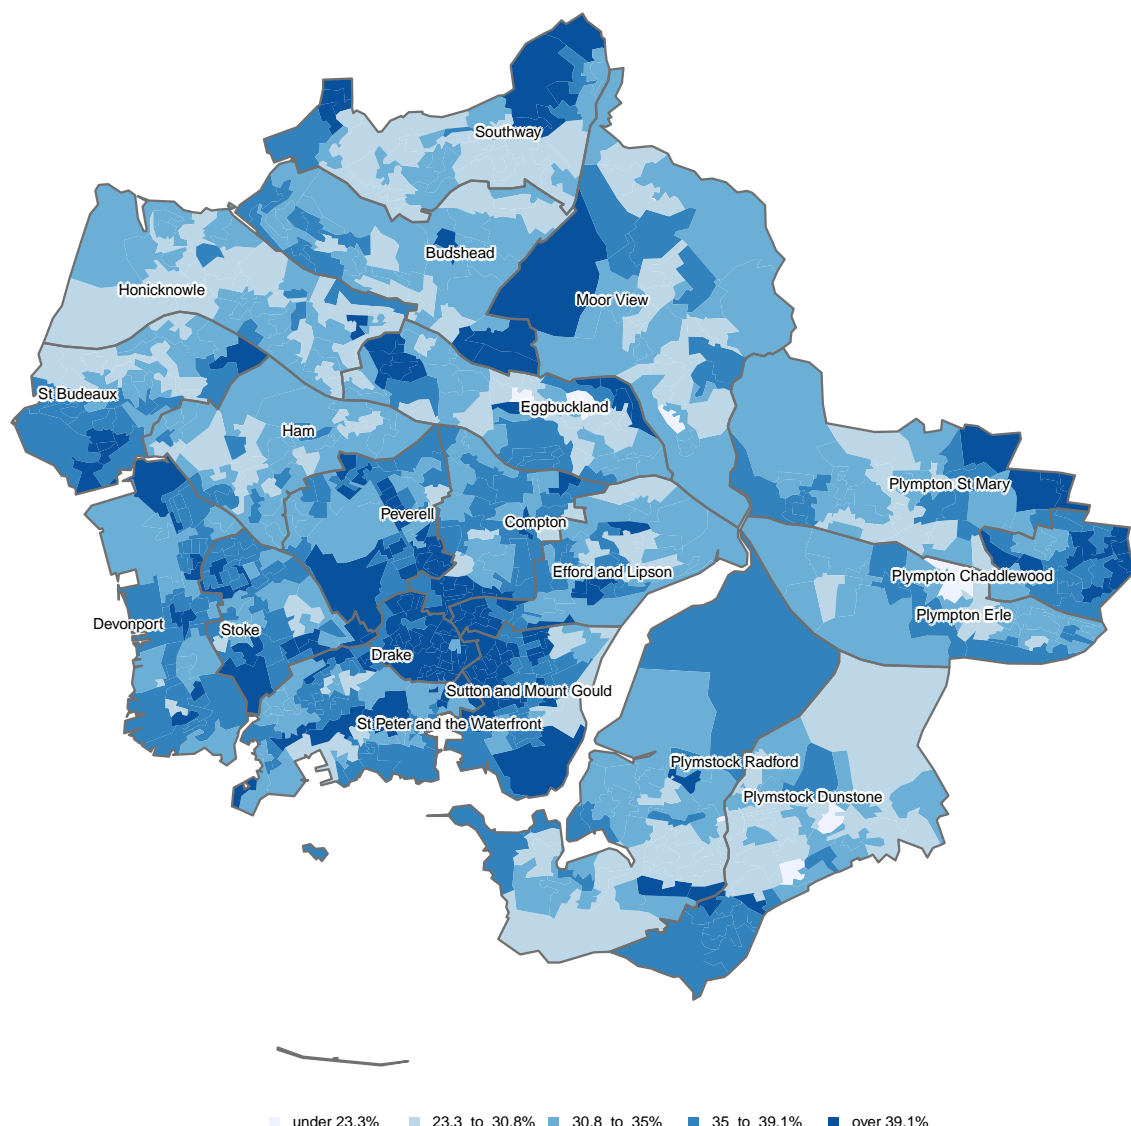 Southway
Budshead
Honicknowle
Moor View
St Budeaux
Eggbuckland
Ham
Plympton St Mary
Peverell
Compton
Efford and Lipson
Plympton Chaddlewood
Plympton Erle
Devonport
Stoke
Drake
Sutton and Mount Gould
St Peter and the Waterfront
Plymstock Radford
Plymstock Dunstone
under 23.3% 23.3 to 30.8% 30.8 to 35% 35 to 39.1% over 39.1%